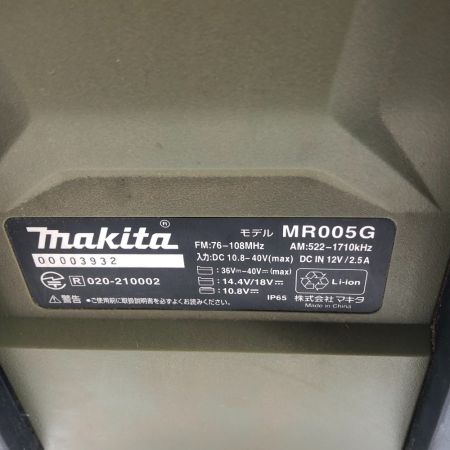 makita® モデル MR005G
FM:76-108MHz AM:522-1710kHz
00003932 入力:DC 10.8-40V(max) DC IN 12V/2.5A
:36V⎓40V⎓(max)
R 020-210002 :14.4V/18V⎓ Li-ion
:10.8V⎓
⚠警告 ●ご使用前に取扱説明書を必ずよくお読みください。 IP65 株式会社 マキタ
Made in China